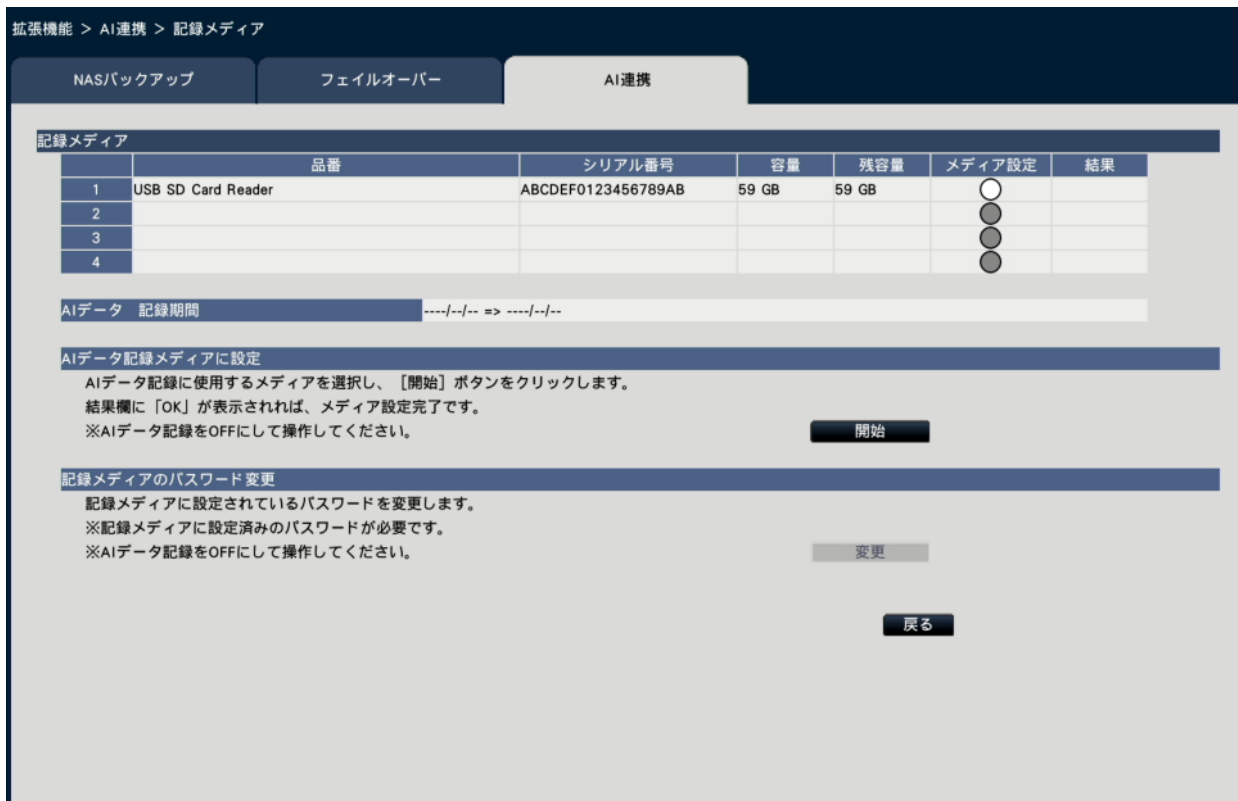 拡張機能 > AI連携 > 記録メディア
NASバックアップ フェイルオーバー AI連携
記録メディア
品番 シリアル番号 容量 残容量 メディア設定 結果
1 USB SD Card Reader ABCDEF0123456789AB 59 GB 59 GB
2
3
4
AIデータ 記録期間 ----/--/-- => ----/--/--
AIデータ記録メディアに設定
AIデータ記録に使用するメディアを選択し、［開始］ボタンをクリックします。
結果欄に「OK」が表示されれば、メディア設定完了です。
※AIデータ記録をOFFにして操作してください。 開始
記録メディアのパスワード変更
記録メディアに設定されているパスワードを変更します。
※記録メディアに設定済みのパスワードが必要です。
※AIデータ記録をOFFにして操作してください。 変更
戻る